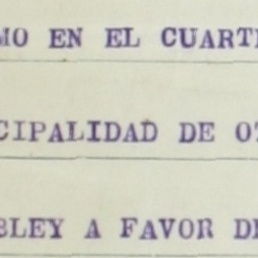 MO EN EL CUARTE
CIPALIDAD DE OT
BLEY A FAVOR DE